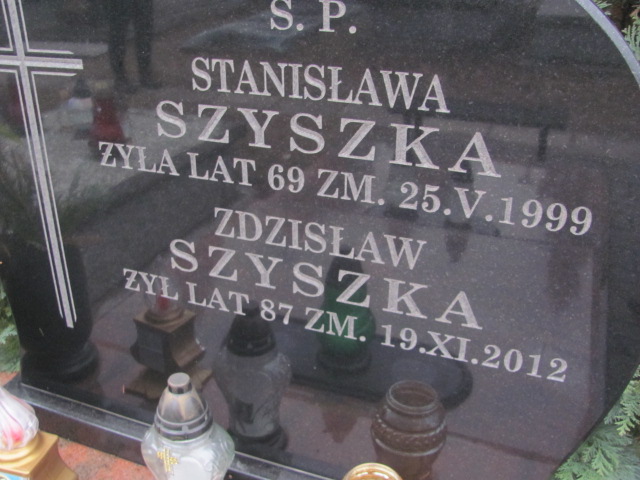 Ś. P.
STANISŁAWA
SZYSZKA
ŻYŁA LAT 69 ZM. 25.V.1999
ZDZISŁAW
SZYSZKA
ŻYŁ LAT 87 ZM. 19.XI.2012